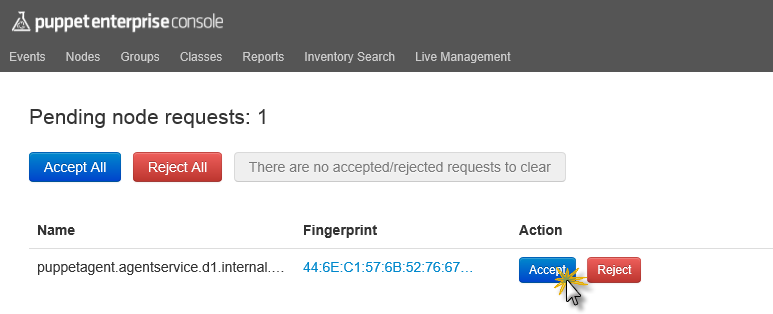 puppet enterprise console
Events Nodes Groups Classes Reports Inventory Search Live Management
Pending node requests: 1
Accept All Reject All There are no accepted/rejected requests to clear
Name Fingerprint Action
puppetagent.agentservice.d1.internal.… 44:6E:C1:57:6B:52:76:67… Accept Reject